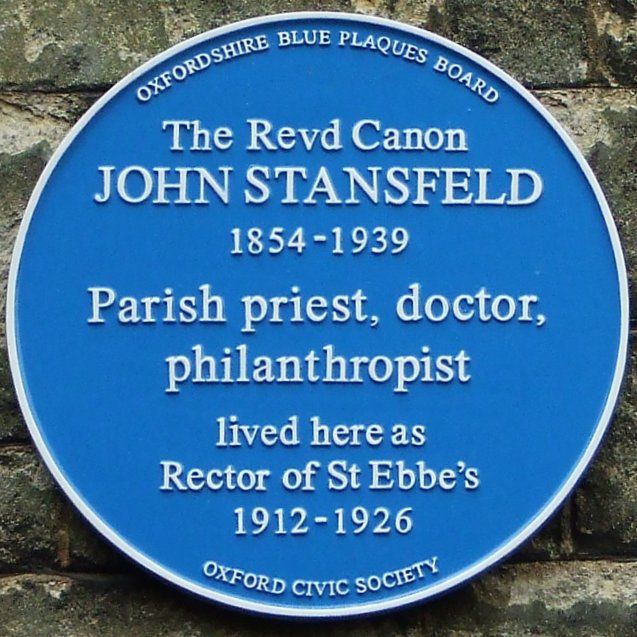 OXFORDSHIRE BLUE PLAQUES BOARD
The Revd Canon
JOHN STANSFELD
1854-1939
Parish priest, doctor,
philanthropist
lived here as
Rector of St Ebbe's
1912-1926
OXFORD CIVIC SOCIETY